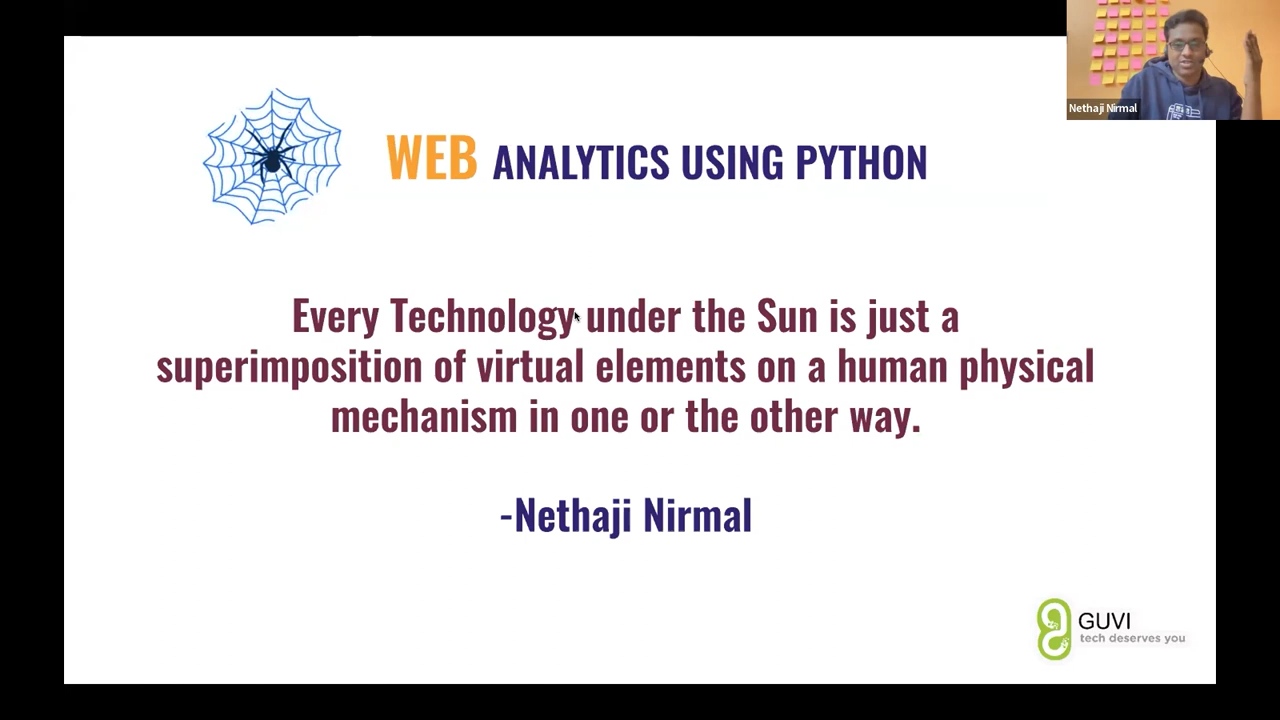 Nethaji Nirmal
WEB ANALYTICS USING PYTHON
Every Technology under the Sun is just a
superimposition of virtual elements on a human physical
mechanism in one or the other way.
-Nethaji Nirmal
GUVI
tech deserves you